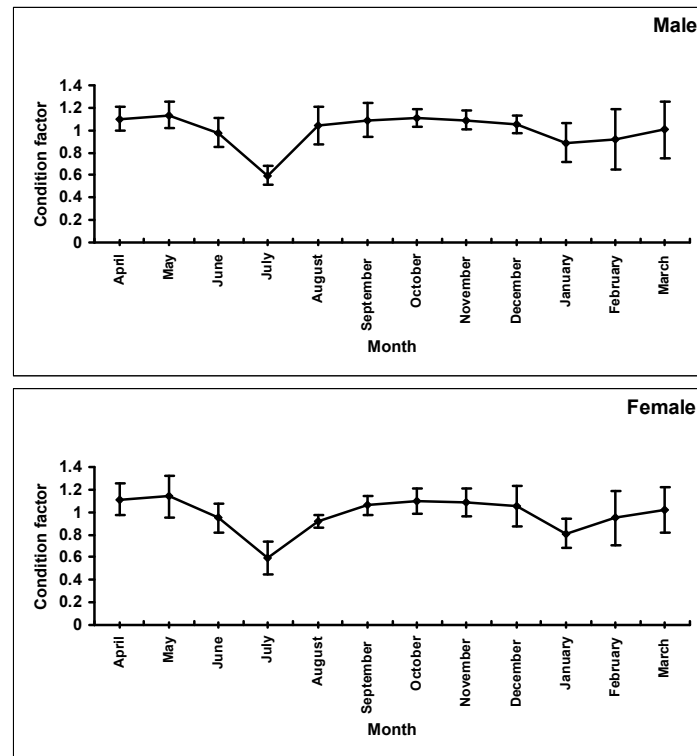 Male
1.4
1.2
1
0.8
0.6
0.4
0.2
0
Condition factor
April
May
June
July
August
September
October
November
December
January
February
March
Month
Female
1.4
1.2
1
0.8
0.6
0.4
0.2
0
Condition factor
April
May
June
July
August
September
October
November
December
January
February
March
Month